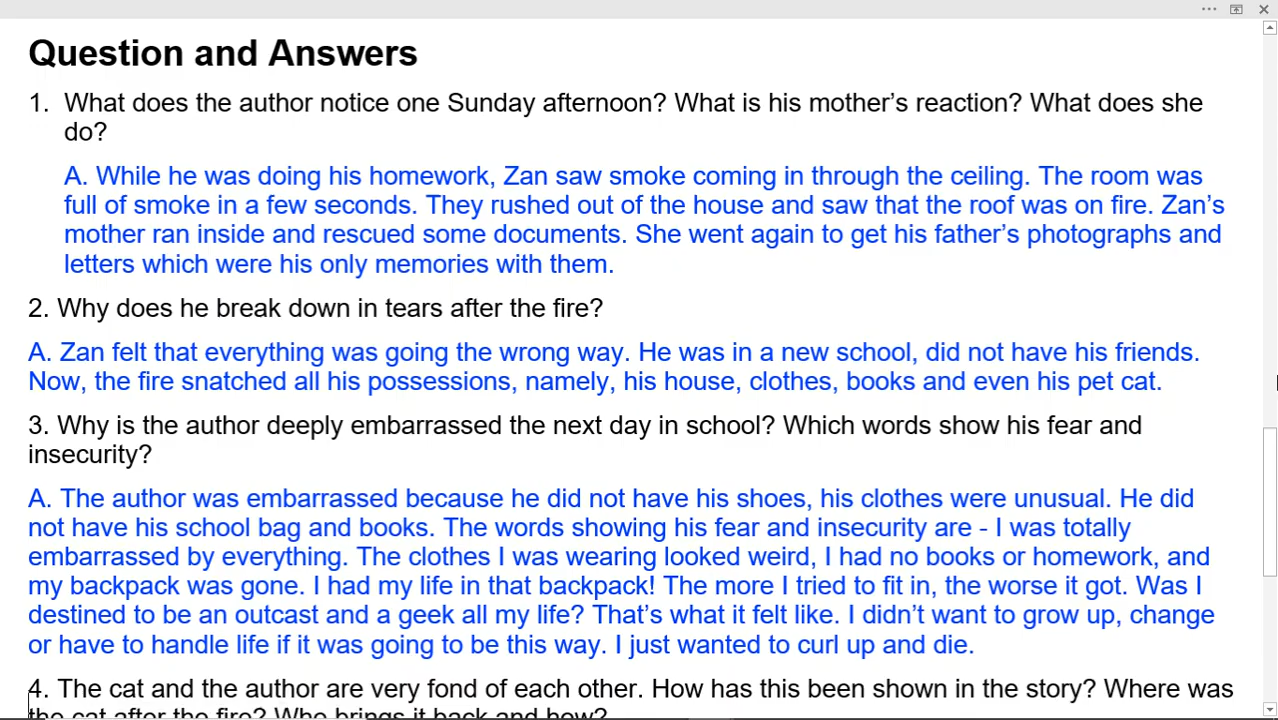 Question and Answers
1. What does the author notice one Sunday afternoon? What is his mother’s reaction? What does she
do?
A. While he was doing his homework, Zan saw smoke coming in through the ceiling. The room was
full of smoke in a few seconds. They rushed out of the house and saw that the roof was on fire. Zan’s
mother ran inside and rescued some documents. She went again to get his father’s photographs and
letters which were his only memories with them.
2. Why does he break down in tears after the fire?
A. Zan felt that everything was going the wrong way. He was in a new school, did not have his friends.
Now, the fire snatched all his possessions, namely, his house, clothes, books and even his pet cat.
3. Why is the author deeply embarrassed the next day in school? Which words show his fear and
insecurity?
A. The author was embarrassed because he did not have his shoes, his clothes were unusual. He did
not have his school bag and books. The words showing his fear and insecurity are - I was totally
embarrassed by everything. The clothes I was wearing looked weird, I had no books or homework, and
my backpack was gone. I had my life in that backpack! The more I tried to fit in, the worse it got. Was I
destined to be an outcast and a geek all my life? That’s what it felt like. I didn’t want to grow up, change
or have to handle life if it was going to be this way. I just wanted to curl up and die.
4. The cat and the author are very fond of each other. How has this been shown in the story? Where was
the cat after the fire? Who brings it back and how?